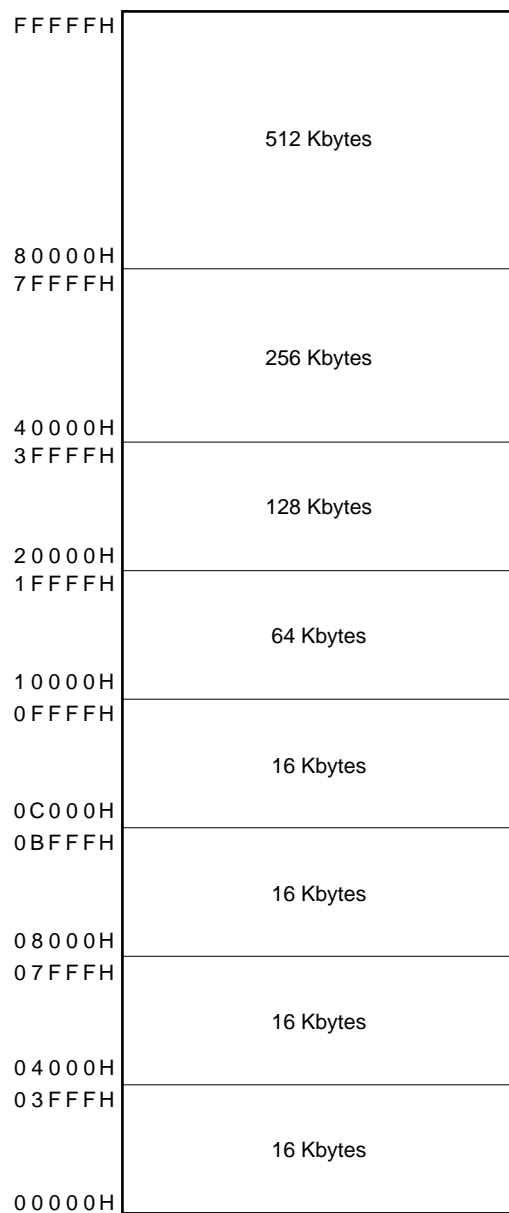 FFFFFH
512 Kbytes
80000H
7FFFFH
256 Kbytes
40000H
3FFFFH
128 Kbytes
20000H
1FFFFH
64 Kbytes
10000H
0FFFFH
16 Kbytes
0C000H
0BFFFH
16 Kbytes
08000H
07FFFH
16 Kbytes
04000H
03FFFH
16 Kbytes
00000H